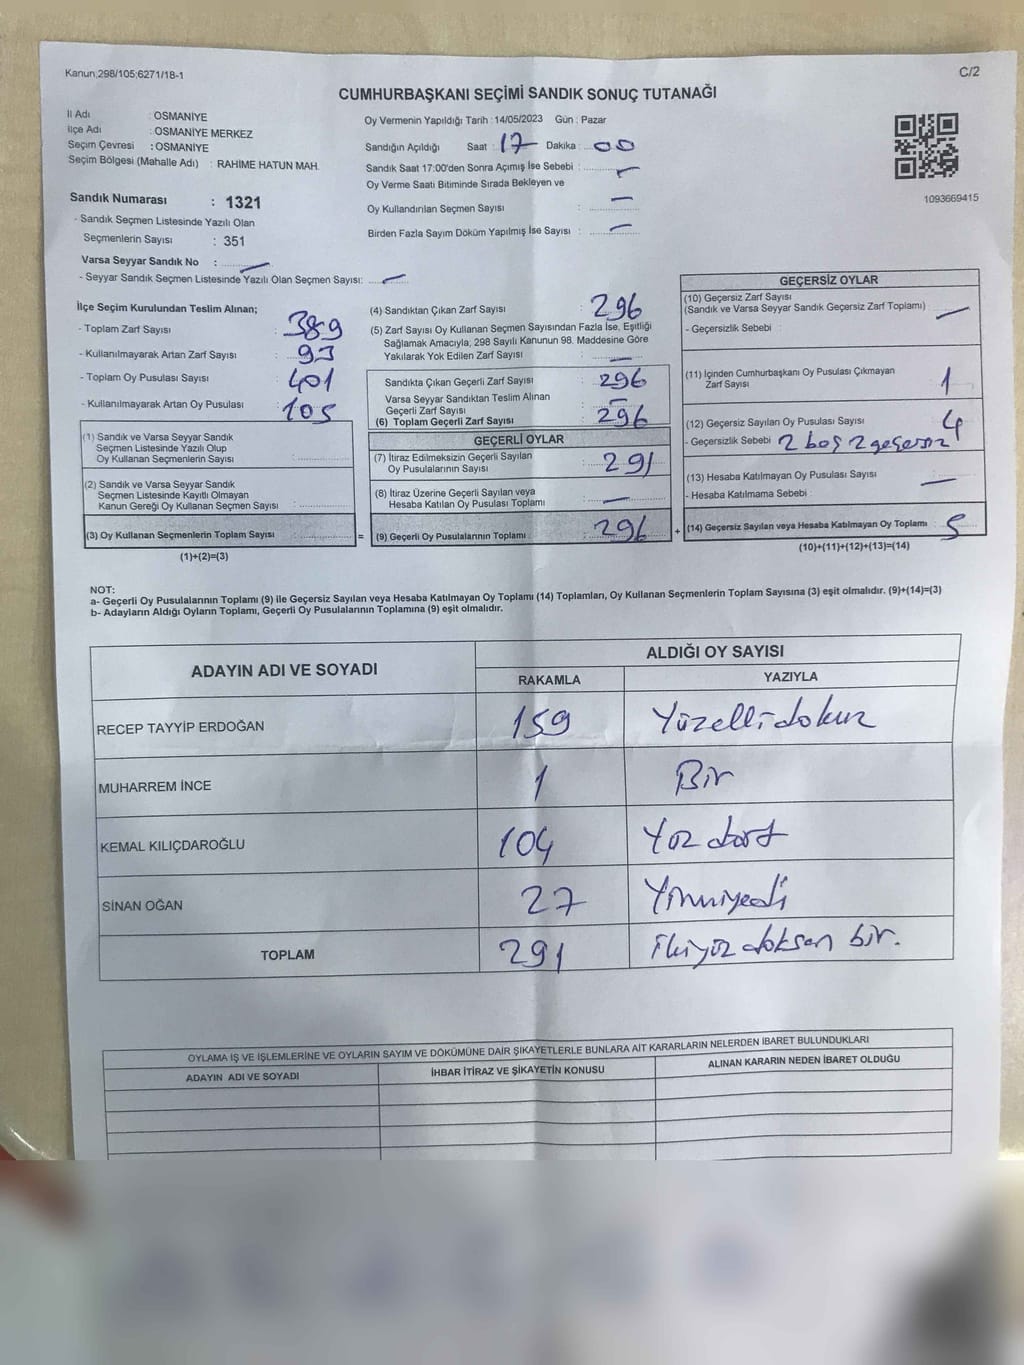 Kanun;298/105;6271/18-1
C/2
CUMHURBAŞKANI SEÇİMİ SANDIK SONUÇ TUTANAĞI
İl Adı : OSMANİYE
İlçe Adı : OSMANİYE MERKEZ
Seçim Çevresi : OSMANİYE
Seçim Bölgesi (Mahalle Adı) : RAHİME HATUN MAH.
Oy Vermenin Yapıldığı Tarih : 14/05/2023 Gün : Pazar
Sandığın Açıldığı Saat : 17 Dakika : 00
Sandık Saat 17:00'den Sonra Açımış İse Sebebi : —
Oy Verme Saati Bitiminde Sırada Bekleyen ve
Oy Kullandırılan Seçmen Sayısı : —
Birden Fazla Sayım Döküm Yapılmış İse Sayısı : —
1093669415
Sandık Numarası : 1321
- Sandık Seçmen Listesinde Yazılı Olan
Seçmenlerin Sayısı : 351
Varsa Seyyar Sandık No : —
- Seyyar Sandık Seçmen Listesinde Yazılı Olan Seçmen Sayısı: —
İlçe Seçim Kurulundan Teslim Alınan;
- Toplam Zarf Sayısı : 389
- Kullanılmayarak Artan Zarf Sayısı : 93
- Toplam Oy Pusulası Sayısı : 401
- Kullanılmayarak Artan Oy Pusulası : 105
(1) Sandık ve Varsa Seyyar Sandık
Seçmen Listesinde Yazılı Olup
Oy Kullanan Seçmenlerin Sayısı :
(2) Sandık ve Varsa Seyyar Sandık
Seçmen Listesinde Kayıtlı Olmayan
Kanun Gereği Oy Kullanan Seçmen Sayısı :
(3) Oy Kullanan Seçmenlerin Toplam Sayısı : =
(1)+(2)=(3)
(4) Sandıktan Çıkan Zarf Sayısı : 296
(5) Zarf Sayısı Oy Kullanan Seçmen Sayısından Fazla İse, Eşitliği
Sağlamak Amacıyla; 298 Sayılı Kanunun 98. Maddesine Göre
Yakılarak Yok Edilen Zarf Sayısı : —
Sandıkta Çıkan Geçerli Zarf Sayısı : 296
Varsa Seyyar Sandıktan Teslim Alınan
Geçerli Zarf Sayısı : —
(6) Toplam Geçerli Zarf Sayısı : 296
GEÇERLİ OYLAR
(7) İtiraz Edilmeksizin Geçerli Sayılan
Oy Pusulalarının Sayısı : 291
(8) İtiraz Üzerine Geçerli Sayılan veya
Hesaba Katılan Oy Pusulası Toplamı : —
(9) Geçerli Oy Pusulalarının Toplamı : 296 +
GEÇERSİZ OYLAR
(10) Geçersiz Zarf Sayısı
(Sandık ve Varsa Seyyar Sandık Geçersiz Zarf Toplamı) : —
- Geçersizlik Sebebi :
(11) İçinden Cumhurbaşkanı Oy Pusulası Çıkmayan
Zarf Sayısı : 1
(12) Geçersiz Sayılan Oy Pusulası Sayısı : 4
- Geçersizlik Sebebi : 2 boş 2 geçersiz
(13) Hesaba Katılmayan Oy Pusulası Sayısı : —
- Hesaba Katılmama Sebebi :
(14) Geçersiz Sayılan veya Hesaba Katılmayan Oy Toplamı : 5
(10)+(11)+(12)+(13)=(14)
NOT:
a- Geçerli Oy Pusulalarının Toplamı (9) ile Geçersiz Sayılan veya Hesaba Katılmayan Oy Toplamı (14) Toplamları, Oy Kullanan Seçmenlerin Toplam Sayısına (3) eşit olmalıdır. (9)+(14)=(3)
b- Adayların Aldığı Oyların Toplamı, Geçerli Oy Pusulalarının Toplamına (9) eşit olmalıdır.
ADAYIN ADI VE SOYADI ALDIĞI OY SAYISI
RAKAMLA YAZIYLA
RECEP TAYYİP ERDOĞAN 159 Yüzellidokuz
MUHARREM İNCE 1 Bir
KEMAL KILIÇDAROĞLU 104 Yüz dört
SİNAN OĞAN 27 Yirmiyedi
TOPLAM 291 İkiyüz doksan bir.
OYLAMA İŞ VE İŞLEMLERİNE VE OYLARIN SAYIM VE DÖKÜMÜNE DAİR ŞİKAYETLERLE BUNLARA AİT KARARLARIN NELERDEN İBARET BULUNDUKLARI
ADAYIN ADI VE SOYADI İHBAR İTİRAZ VE ŞİKAYETİN KONUSU ALINAN KARARIN NEDEN İBARET OLDUĞU